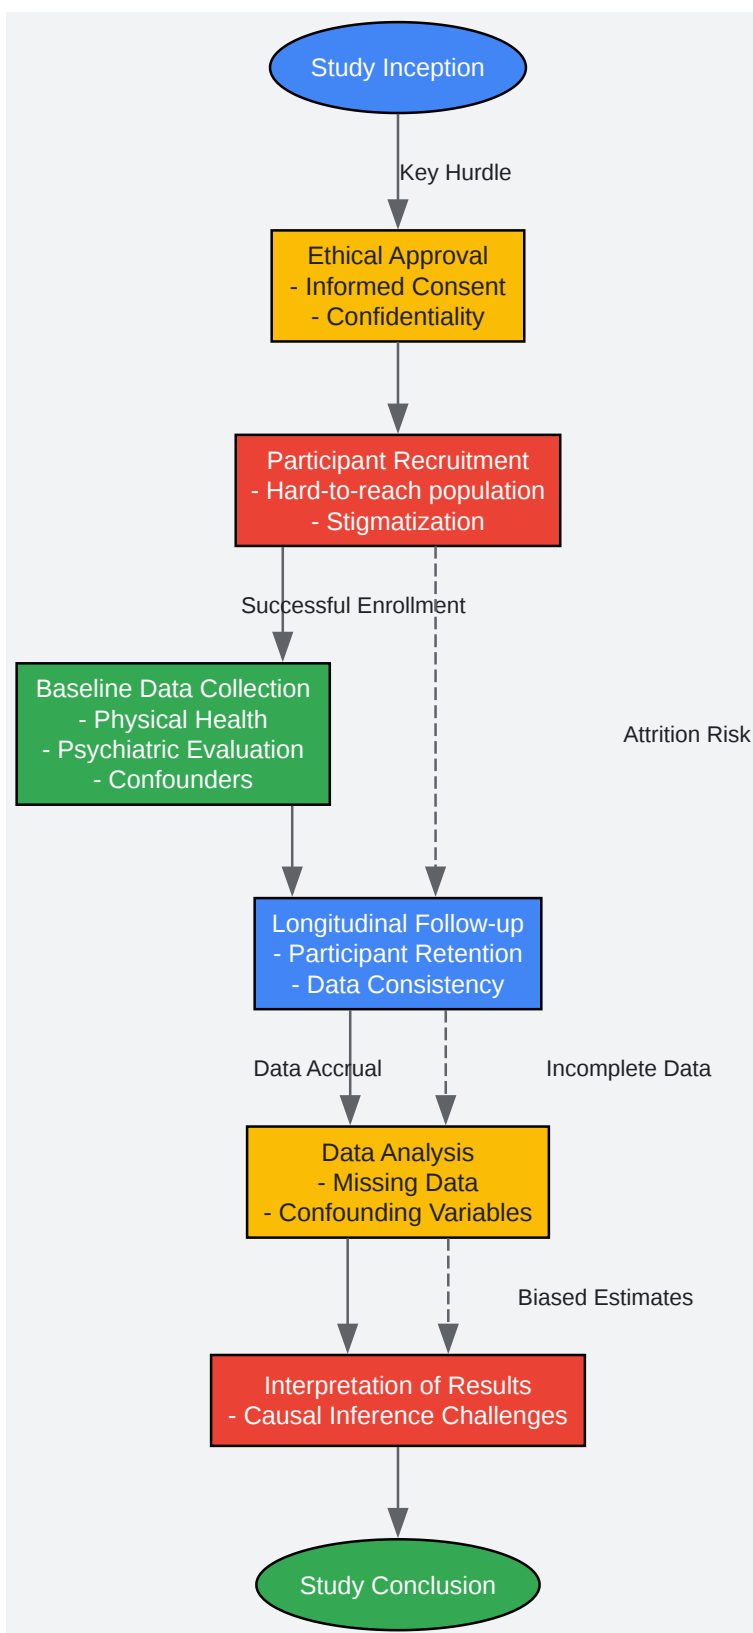 Study Inception
Key Hurdle
Ethical Approval
- Informed Consent
- Confidentiality
Participant Recruitment
- Hard-to-reach population
- Stigmatization
Successful Enrollment
Baseline Data Collection
- Physical Health
- Psychiatric Evaluation
- Confounders
Attrition Risk
Longitudinal Follow-up
- Participant Retention
- Data Consistency
Data Accrual
Incomplete Data
Data Analysis
- Missing Data
- Confounding Variables
Biased Estimates
Interpretation of Results
- Causal Inference Challenges
Study Conclusion